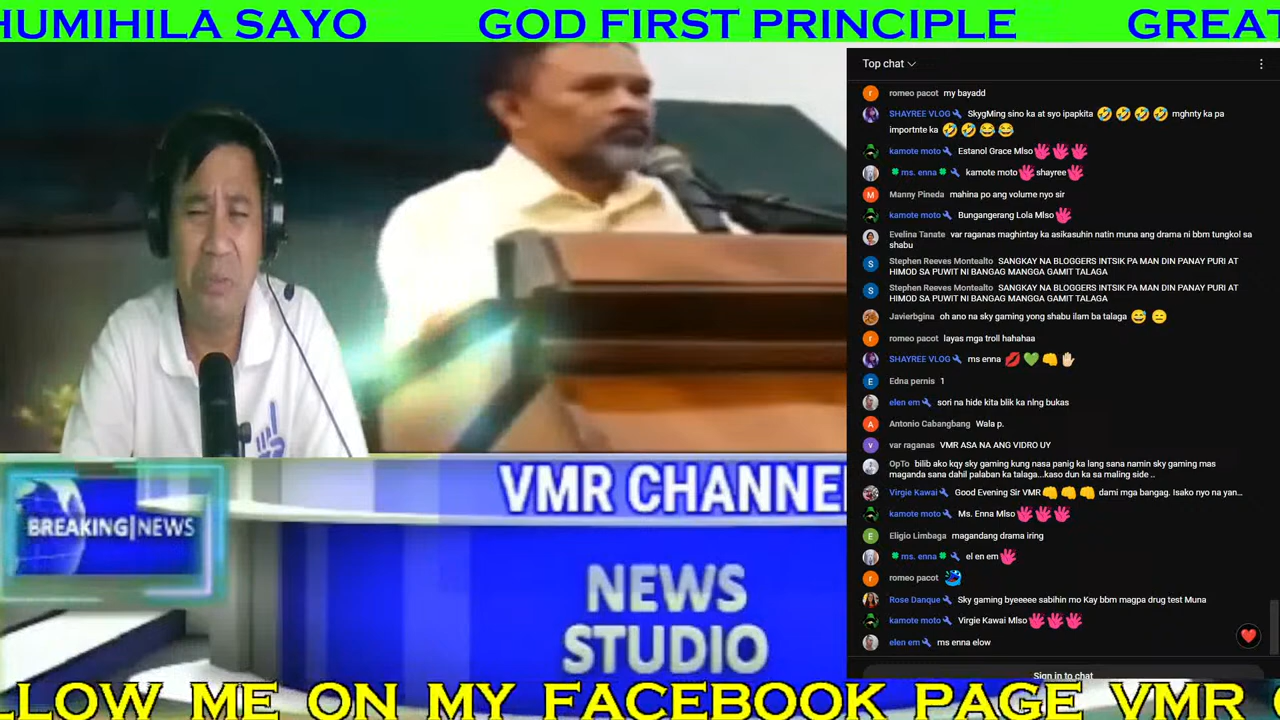 HUMIHILA SAYO GOD FIRST PRINCIPLE GREAT
Top chat
romeo pacot my bayadd
SHAYREE VLOG SkygMing sino ka at syo ipapkita 🤣🤣🤣🤣 mghnty ka pa
importnte ka 🤣🤣😂😂
kamote moto Estanol Grace Mlso
🍀 ms. enna 🍀 kamote moto shayree
Manny Pineda mahina po ang volume nyo sir
kamote moto Bungangerang Lola Mlso
Evelina Tanate var raganas maghintay ka asikasuhin natin muna ang drama ni bbm tungkol sa
shabu
Stephen Reeves Montealto SANGKAY NA BLOGGERS INTSIK PA MAN DIN PANAY PURI AT
HIMOD SA PUWIT NI BANGAG MANGGA GAMIT TALAGA
Stephen Reeves Montealto SANGKAY NA BLOGGERS INTSIK PA MAN DIN PANAY PURI AT
HIMOD SA PUWIT NI BANGAG MANGGA GAMIT TALAGA
Javierbgina oh ano na sky gaming yong shabu ilam ba talaga 😅 😑
romeo pacot layas mga troll hahahaa
SHAYREE VLOG ms enna 💋💚👊🖐
Edna pernis 1
elen em sori na hide kita blik ka nlng bukas
Antonio Cabangbang Wala p.
var raganas VMR ASA NA ANG VIDRO UY
OpTo bilib ako kqy sky gaming kung nasa panig ka lang sana namin sky gaming mas
maganda sana dahil palaban ka talaga...kaso dun ka sa maling side ..
Virgie Kawai Good Evening Sir VMR👊👊👊 dami mga bangag. Isako nyo na yan...
kamote moto Ms. Enna Mlso
Eligio Limbaga magandang drama iring
🍀 ms. enna 🍀 el en em
romeo pacot
Rose Danque Sky gaming byeeeee sabihin mo Kay bbm magpa drug test Muna
kamote moto Virgie Kawai Mlso
elen em ms enna elow
Sign in to chat
VMR CHANNE
BREAKING|NEWS
NEWS
STUDIO
LLOW ME ON MY FACEBOOK PAGE VMR